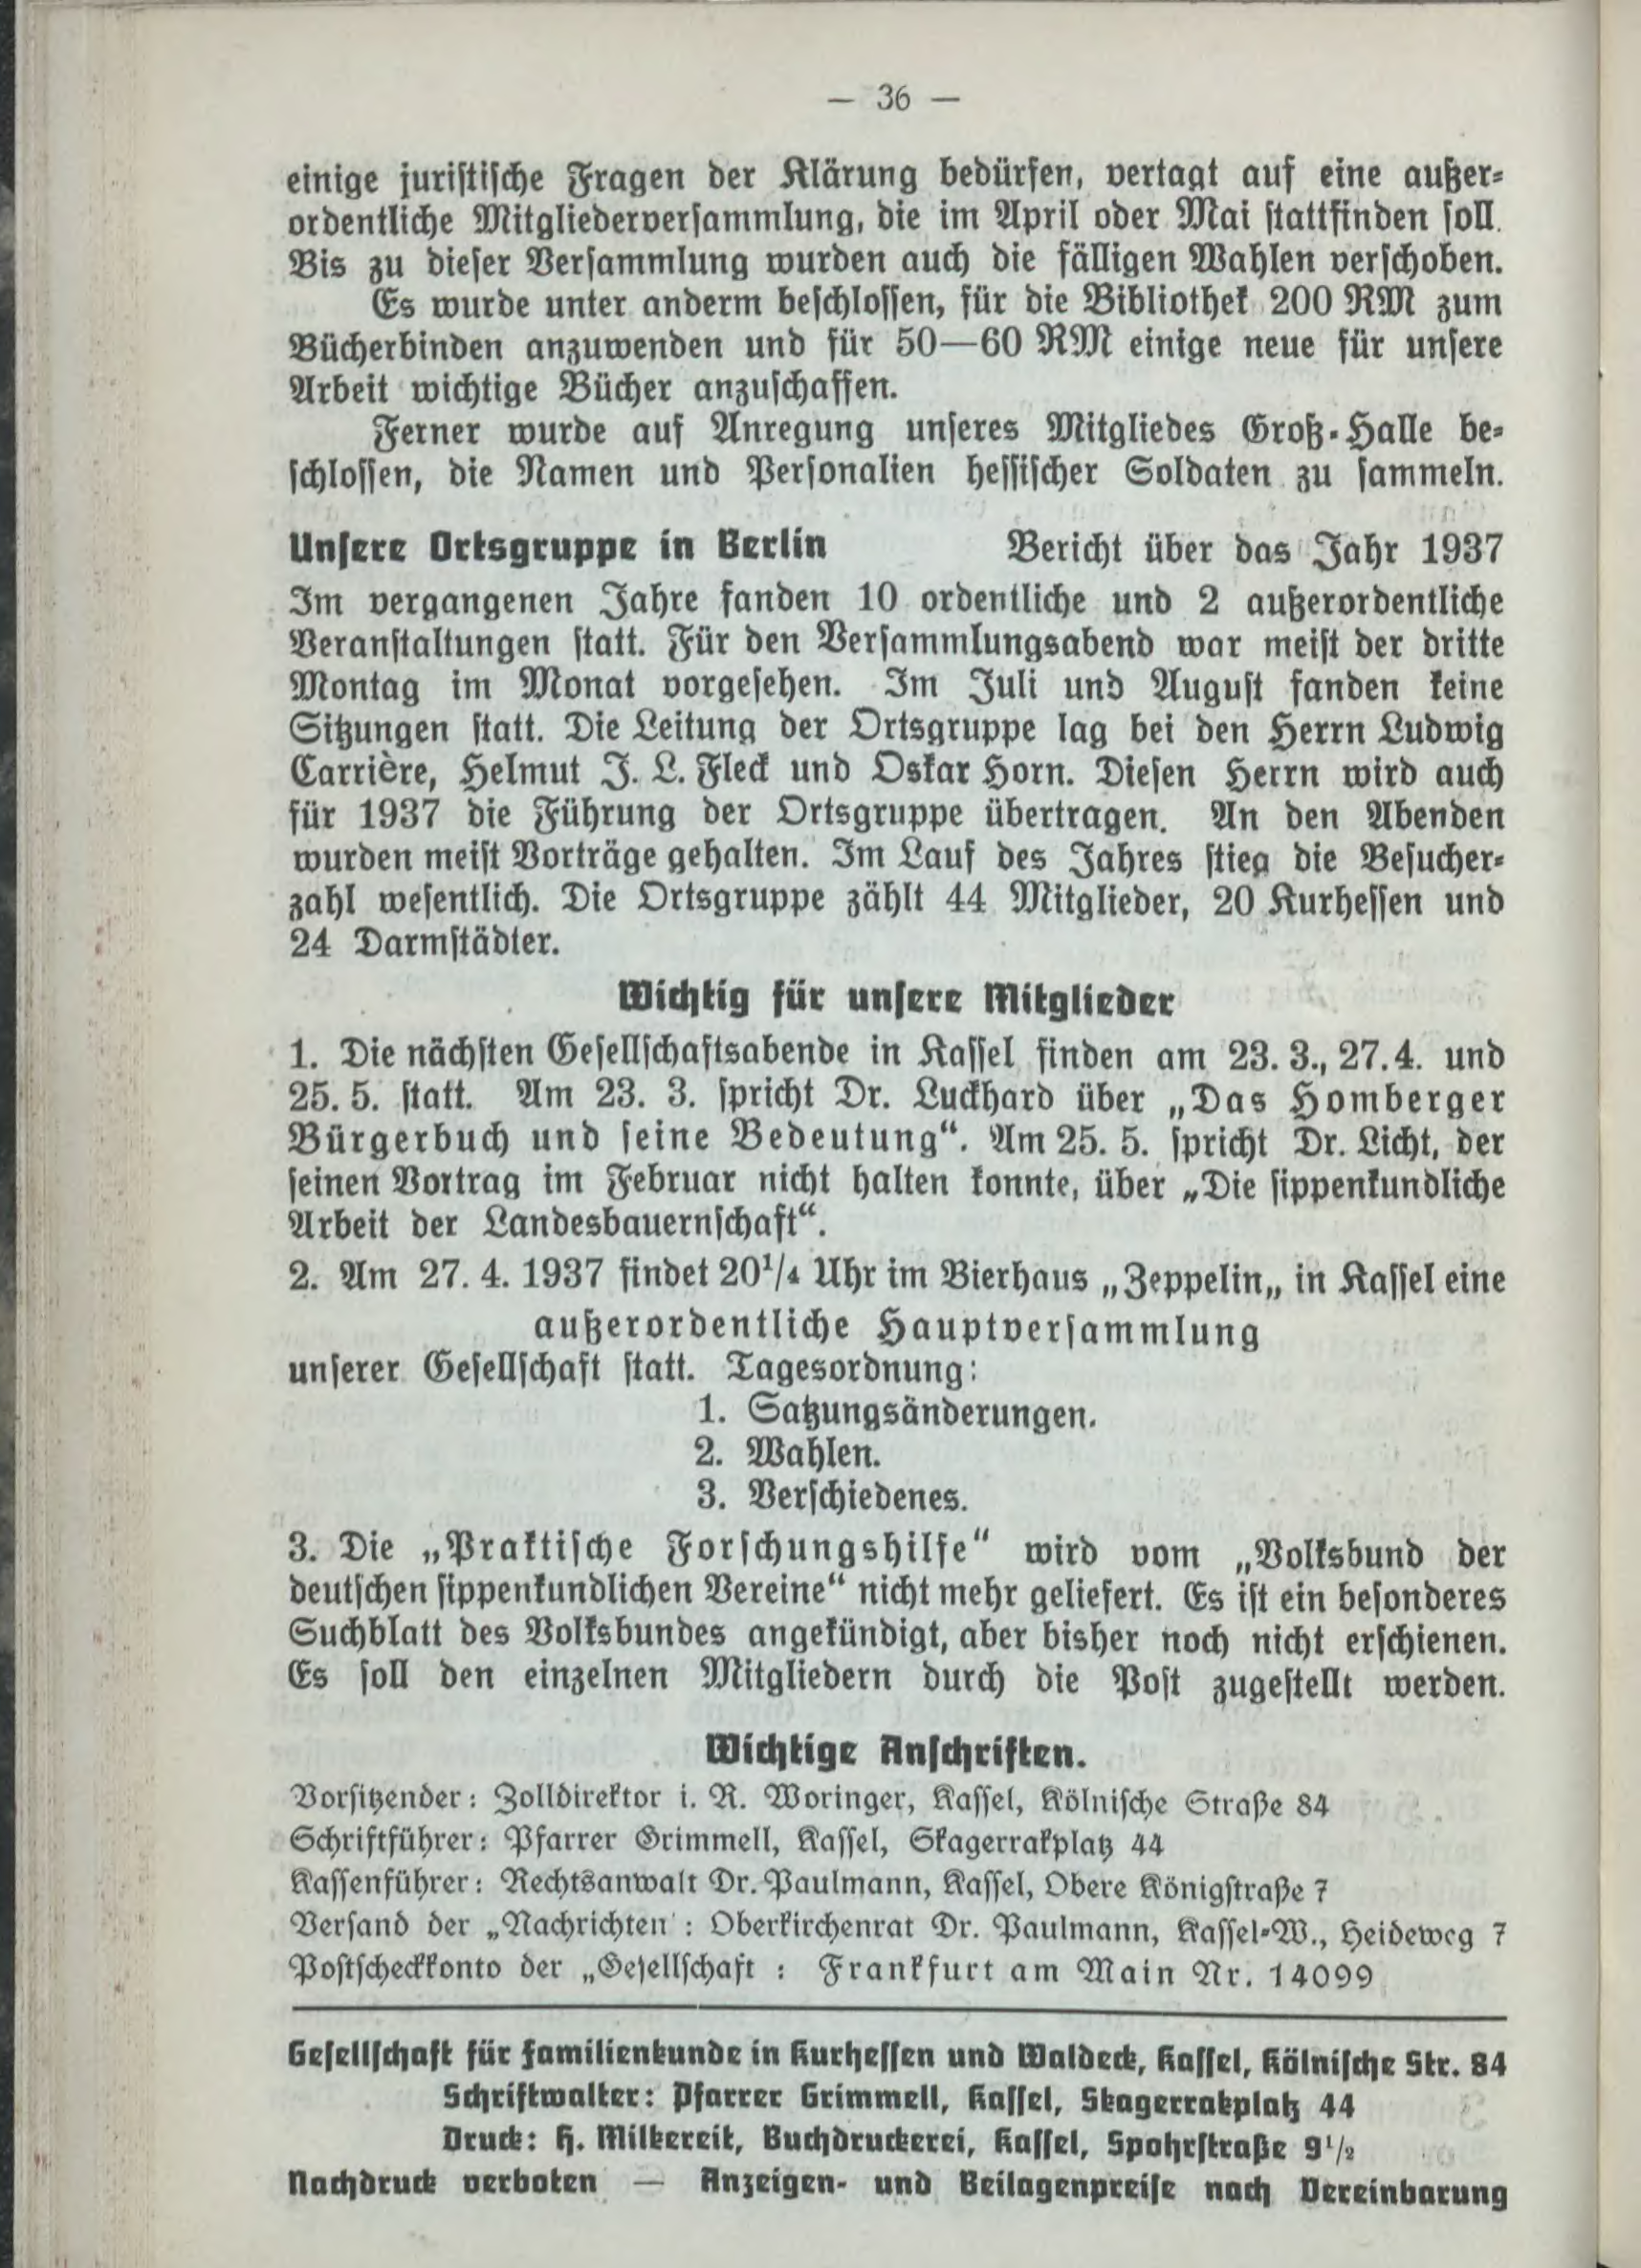 — 36 —
einige juristische Fragen der Klärung bedürfen, vertagt auf eine außer-
ordentliche Mitgliederversammlung, die im April oder Mai stattfinden soll.
Bis zu dieser Versammlung wurden auch die fälligen Wahlen verschoben.
Es wurde unter anderm beschlossen, für die Bibliothek 200 RM zum
Bücherbinden anzuwenden und für 50—60 RM einige neue für unsere
Arbeit wichtige Bücher anzuschaffen.
Ferner wurde auf Anregung unseres Mitgliedes Groß-Halle be-
schlossen, die Namen und Personalien hessischer Soldaten zu sammeln.
Unsere Ortsgruppe in Berlin Bericht über das Jahr 1937
Im vergangenen Jahre fanden 10 ordentliche und 2 außerordentliche
Veranstaltungen statt. Für den Versammlungsabend war meist der dritte
Montag im Monat vorgesehen. Im Juli und August fanden keine
Sitzungen statt. Die Leitung der Ortsgruppe lag bei den Herrn Ludwig
Carrière, Helmut J. L. Fleck und Oskar Horn. Diesen Herrn wird auch
für 1937 die Führung der Ortsgruppe übertragen. An den Abenden
wurden meist Vorträge gehalten. Im Lauf des Jahres stieg die Besucher-
zahl wesentlich. Die Ortsgruppe zählt 44 Mitglieder, 20 Kurhessen und
24 Darmstädter.
Wichtig für unsere Mitglieder
1. Die nächsten Gesellschaftsabende in Kassel finden am 23. 3., 27. 4. und
25. 5. statt. Am 23. 3. spricht Dr. Luckhard über „Das Homberger
Bürgerbuch und seine Bedeutung“. Am 25. 5. spricht Dr. Licht, der
seinen Vortrag im Februar nicht halten konnte, über „Die sippenkundliche
Arbeit der Landesbauernschaft“.
2. Am 27. 4. 1937 findet 20¹/₄ Uhr im Bierhaus „Zeppelin„ in Kassel eine
außerordentliche Hauptversammlung
unserer Gesellschaft statt. Tagesordnung:
1. Satzungsänderungen.
2. Wahlen.
3. Verschiedenes.
3. Die „Praktische Forschungshilfe“ wird vom „Volksbund der
deutschen sippenkundlichen Vereine“ nicht mehr geliefert. Es ist ein besonderes
Suchblatt des Volksbundes angekündigt, aber bisher noch nicht erschienen.
Es soll den einzelnen Mitgliedern durch die Post zugestellt werden.
Wichtige Anschriften.
Vorsitzender: Zolldirektor i. R. Woringer, Kassel, Kölnische Straße 84
Schriftführer: Pfarrer Grimmell, Kassel, Skagerrakplatz 44
Kassenführer: Rechtsanwalt Dr. Paulmann, Kassel, Obere Königstraße 7
Versand der „Nachrichten': Oberkirchenrat Dr. Paulmann, Kassel-W., Heideweg 7
Postscheckkonto der „Gesellschaft : Frankfurt am Main Nr. 14099
Gesellschaft für Familienkunde in Kurhessen und Waldeck, Kassel, Kölnische Str. 84
Schriftwalter: Pfarrer Grimmell, Kassel, Skagerrakplatz 44
Druck: H. Milkereit, Buchdruckerei, Kassel, Spohrstraße 9¹/₂
Nachdruck verboten — Anzeigen- und Beilagenpreise nach Vereinbarung